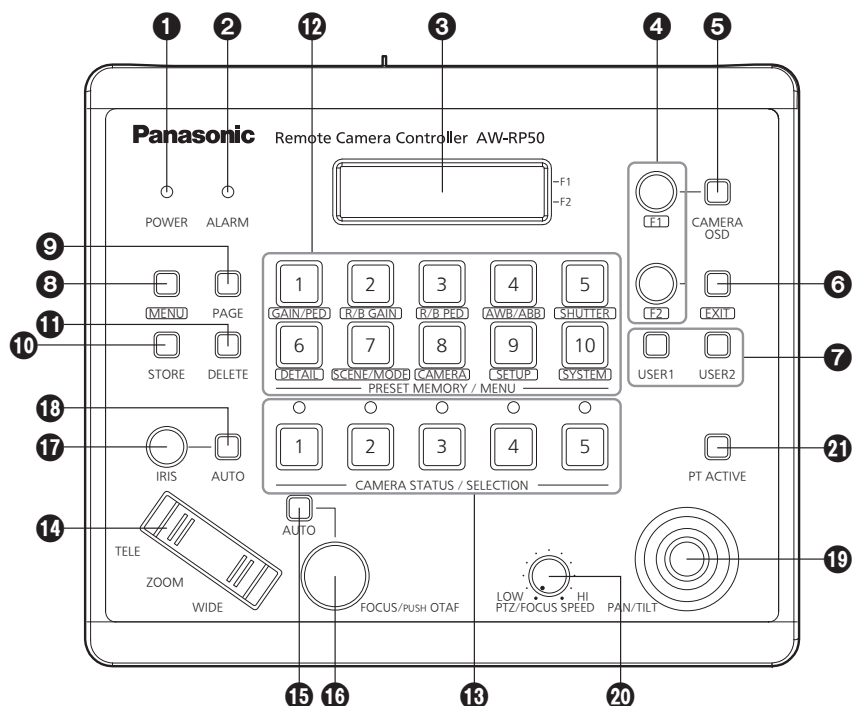 1 2 12 3 4 5
Panasonic Remote Camera Controller AW-RP50
F1
F2
POWER ALARM
F1 CAMERA OSD
9
8 MENU PAGE
1 2 3 4 5
GAIN/PED R/B GAIN R/B PED AWB/ABB SHUTTER
F2 EXIT 6
11
10 STORE DELETE
6 7 8 9 10
DETAIL SCENE/MODE CAMERA SETUP SYSTEM
PRESET MEMORY / MENU
USER1 USER2 7
18
17 IRIS AUTO
1 2 3 4 5
CAMERA STATUS / SELECTION
PT ACTIVE 21
14
TELE
ZOOM
WIDE
AUTO
FOCUS/PUSH OTAF
LOW HI
PTZ/FOCUS SPEED
PAN/TILT
19
15 16 13 20